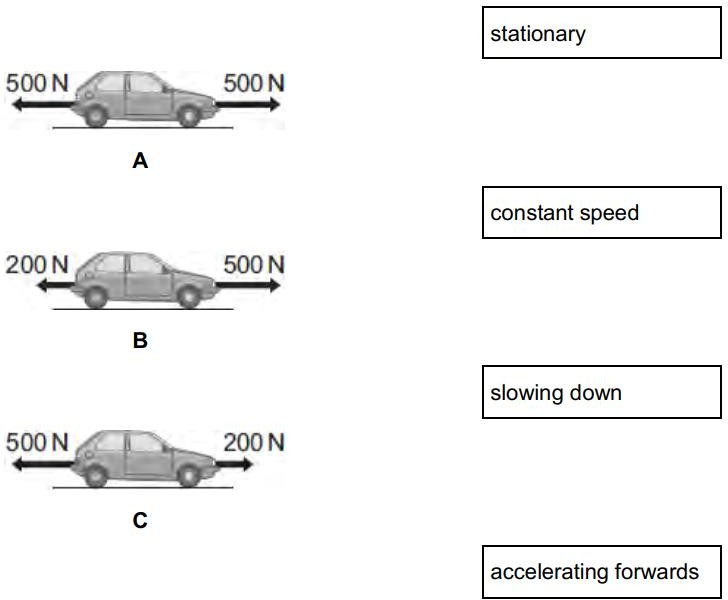 stationary
500 N 500 N
A
constant speed
200 N 500 N
B
slowing down
500 N 200 N
C
accelerating forwards